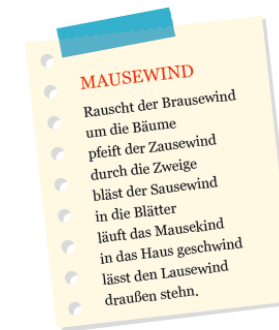 MAUSEWIND
Rauscht der Brausewind
um die Bäume
pfeift der Zausewind
durch die Zweige
bläst der Sausewind
in die Blätter
läuft das Mausekind
in das Haus geschwind
lässt den Lausewind
draußen stehn.